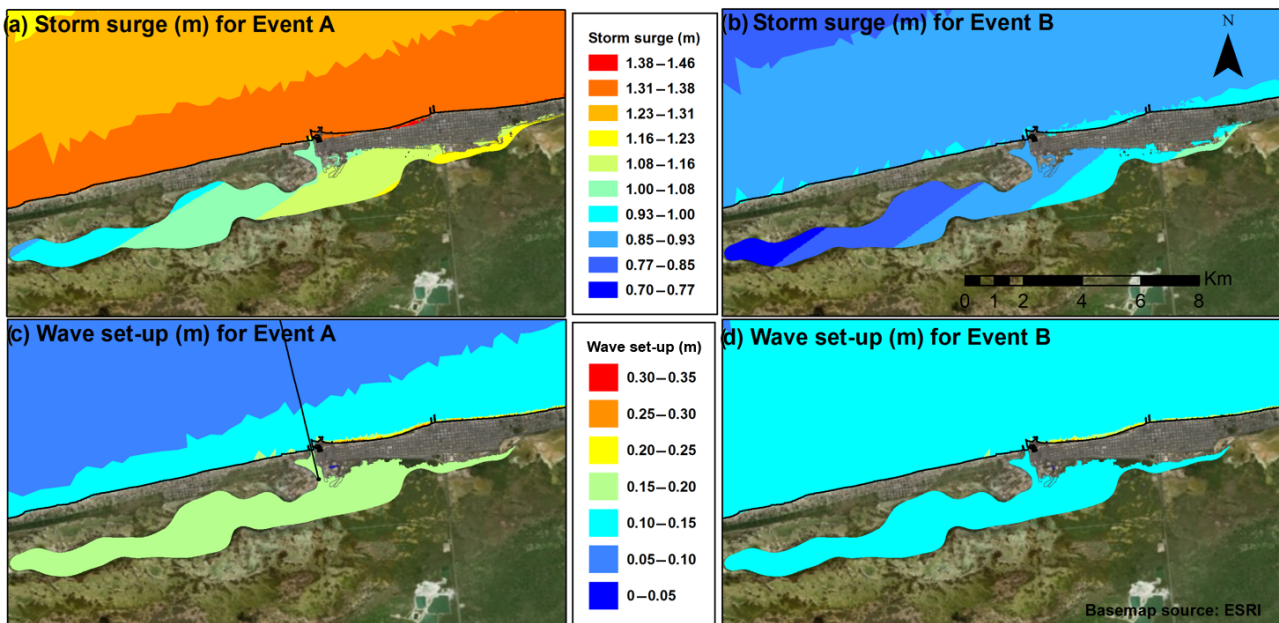 (a) Storm surge (m) for Event A
Storm surge (m)
1.38–1.46
1.31–1.38
1.23–1.31
1.16–1.23
1.08–1.16
1.00–1.08
0.93–1.00
0.85–0.93
0.77–0.85
0.70–0.77
(b) Storm surge (m) for Event B
N
Km
0 1 2 4 6 8
(c) Wave set-up (m) for Event A
Wave set-up (m)
0.30–0.35
0.25–0.30
0.20–0.25
0.15–0.20
0.10–0.15
0.05–0.10
0–0.05
(d) Wave set-up (m) for Event B
Basemap source: ESRI